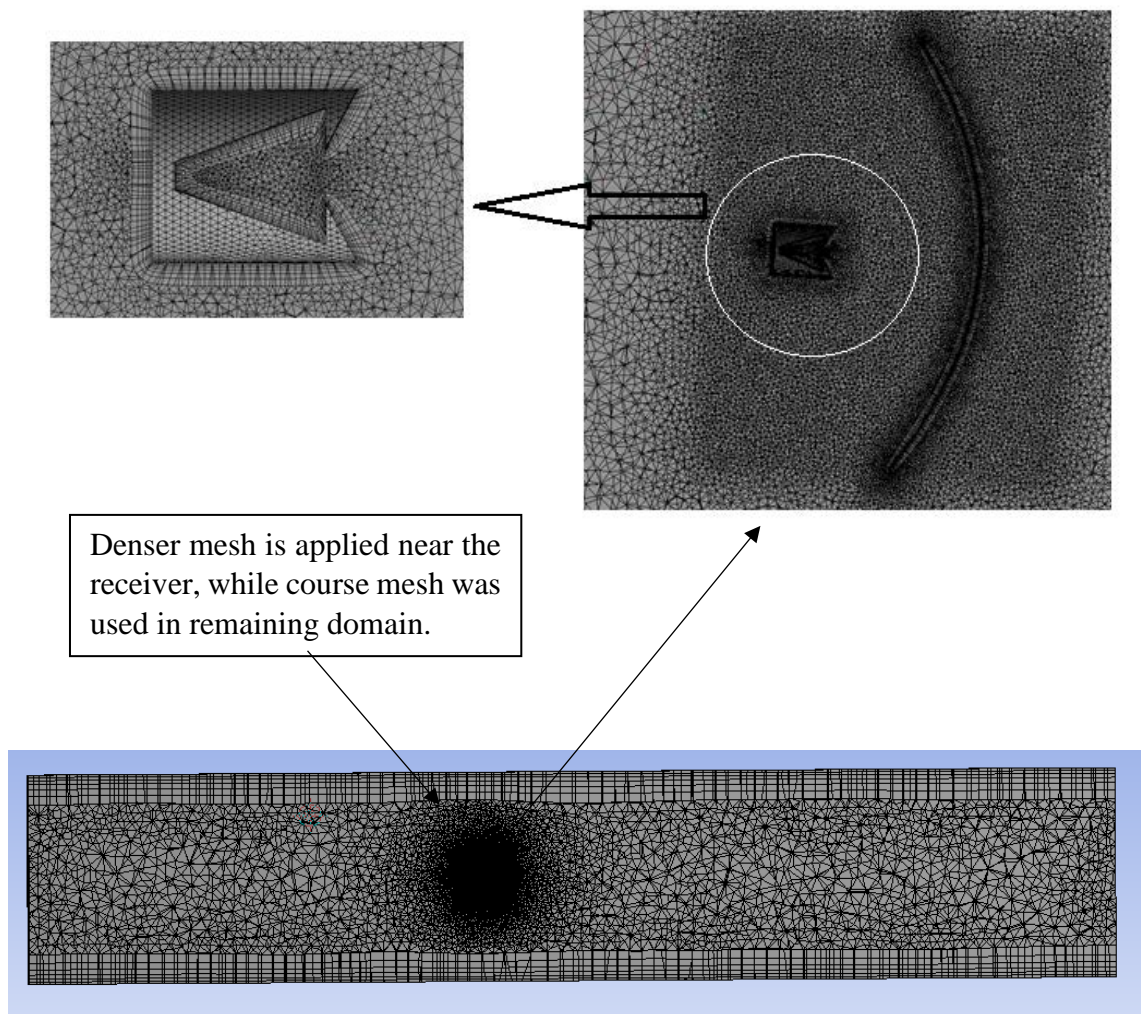 Denser mesh is applied near the
receiver, while course mesh was
used in remaining domain.